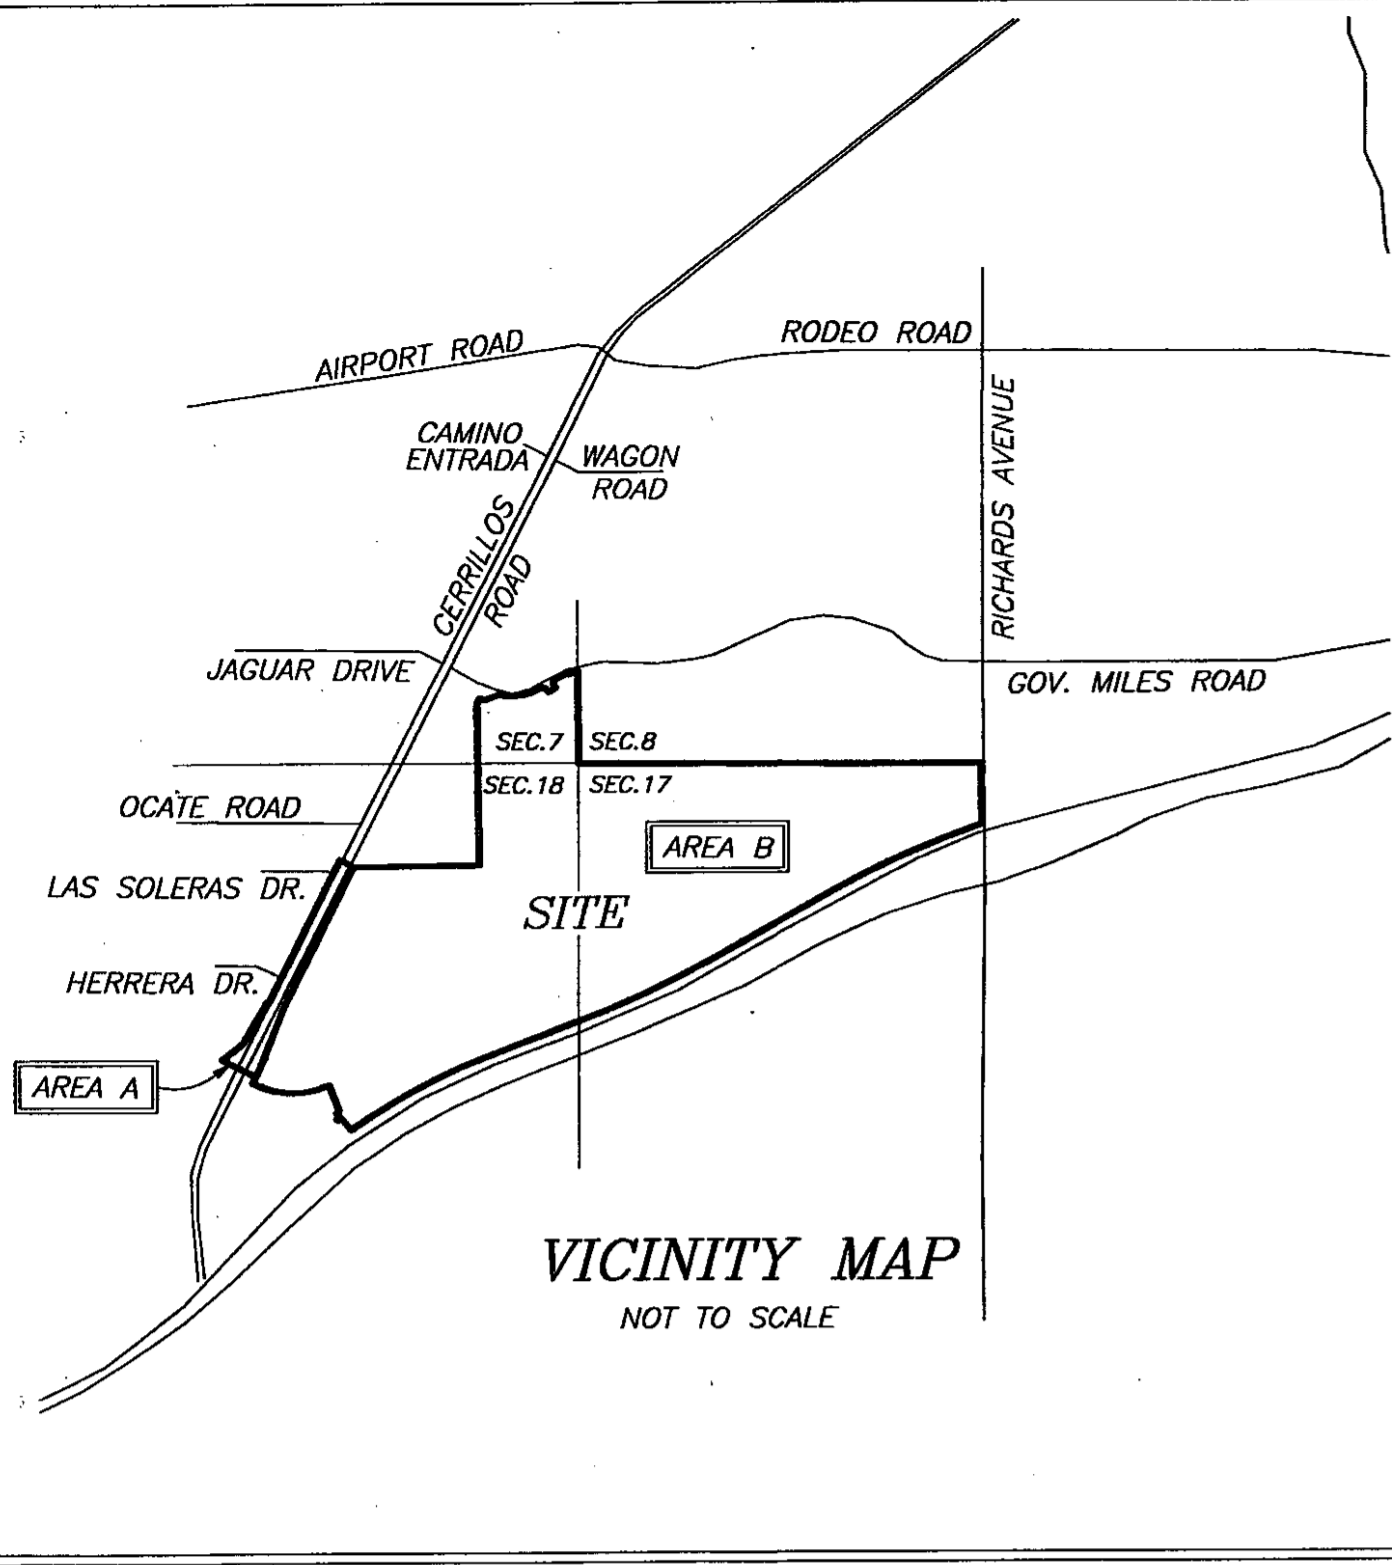 RODEO ROAD
AIRPORT ROAD
CAMINO
ENTRADA
WAGON
ROAD
RICHARDS AVENUE
CERRILLOS
ROAD
JAGUAR DRIVE
GOV. MILES ROAD
SEC.7
SEC.8
SEC.18
SEC.17
OCATE ROAD
AREA B
LAS SOLERAS DR.
SITE
HERRERA DR.
AREA A
VICINITY MAP
NOT TO SCALE